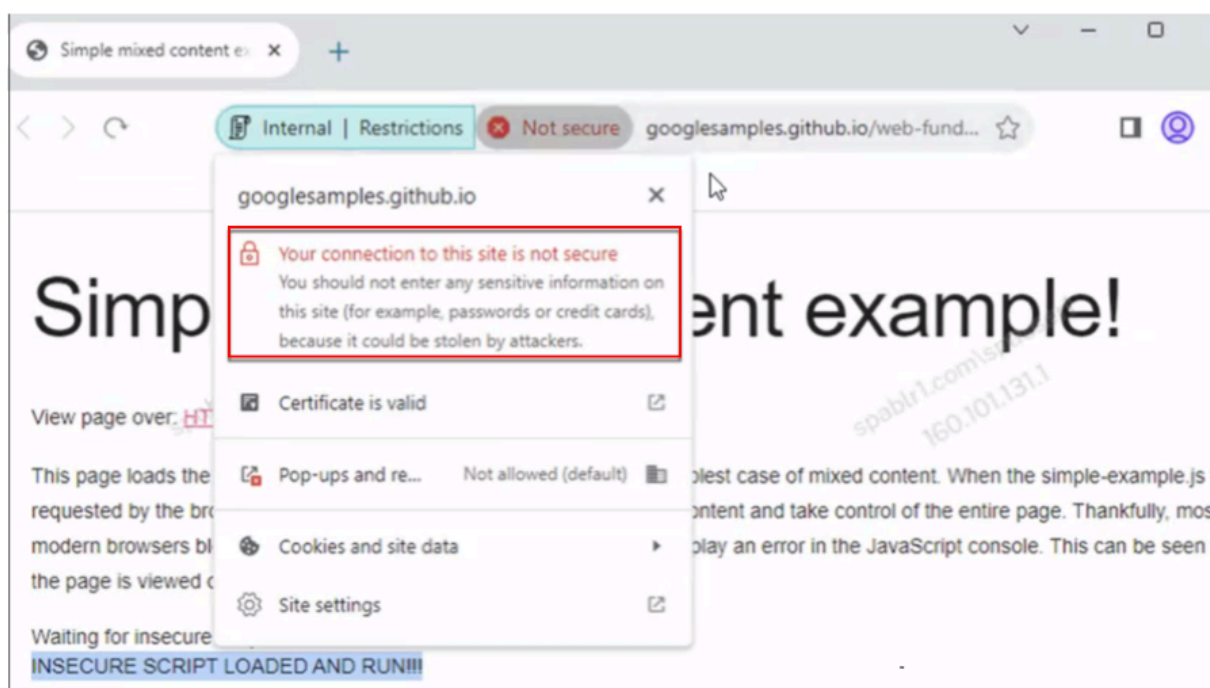 Simple mixed content e
Internal | Restrictions
Not secure
googlesamples.github.io/web-fund...
googlesamples.github.io
Your connection to this site is not secure
You should not enter any sensitive information on
this site (for example, passwords or credit cards),
because it could be stolen by attackers.
Certificate is valid
Pop-ups and re... Not allowed (default)
Cookies and site data
Site settings
Simp
ent example!
View page over: HT
This page loads the
plest case of mixed content. When the simple-example.js
requested by the bro
ontent and take control of the entire page. Thankfully, mos
modern browsers bl
play an error in the JavaScript console. This can be seen
the page is viewed
Waiting for insecure
INSECURE SCRIPT LOADED AND RUN!!!
160.101.131.1